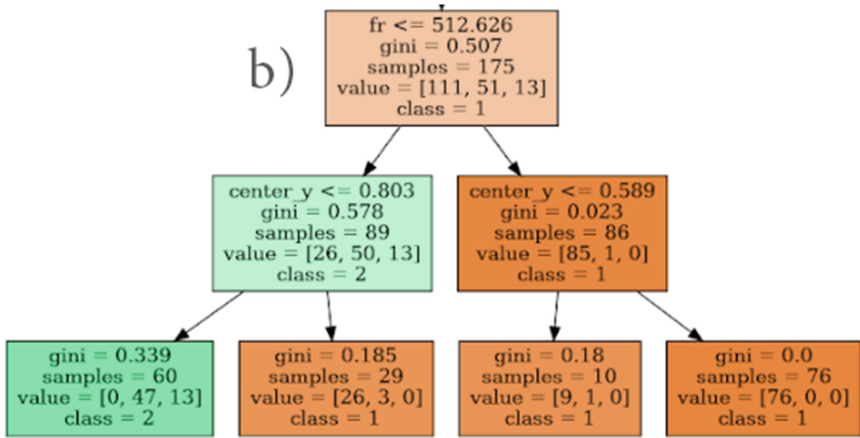 b)
fr <= 512.626
gini = 0.507
samples = 175
value = [111, 51, 13]
class = 1
center_y <= 0.803
gini = 0.578
samples = 89
value = [26, 50, 13]
class = 2
center_y <= 0.589
gini = 0.023
samples = 86
value = [85, 1, 0]
class = 1
gini = 0.339
samples = 60
value = [0, 47, 13]
class = 2
gini = 0.185
samples = 29
value = [26, 3, 0]
class = 1
gini = 0.18
samples = 10
value = [9, 1, 0]
class = 1
gini = 0.0
samples = 76
value = [76, 0, 0]
class = 1